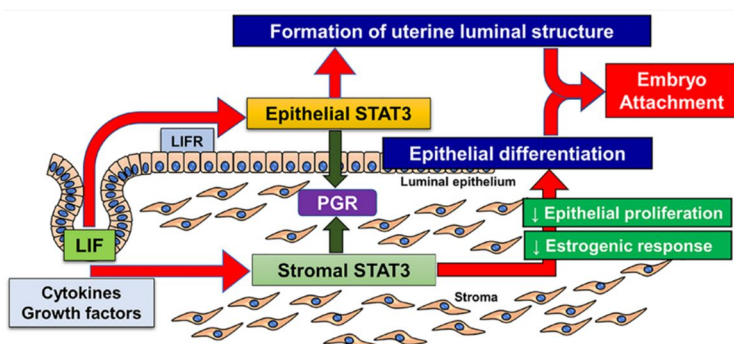 Formation of uterine luminal structure
Embryo
Attachment
Epithelial STAT3
LIFR
Epithelial differentiation
Luminal epithelium
PGR
↓ Epithelial proliferation
LIF
↓ Estrogenic response
Stromal STAT3
Cytokines
Growth factors
Stroma